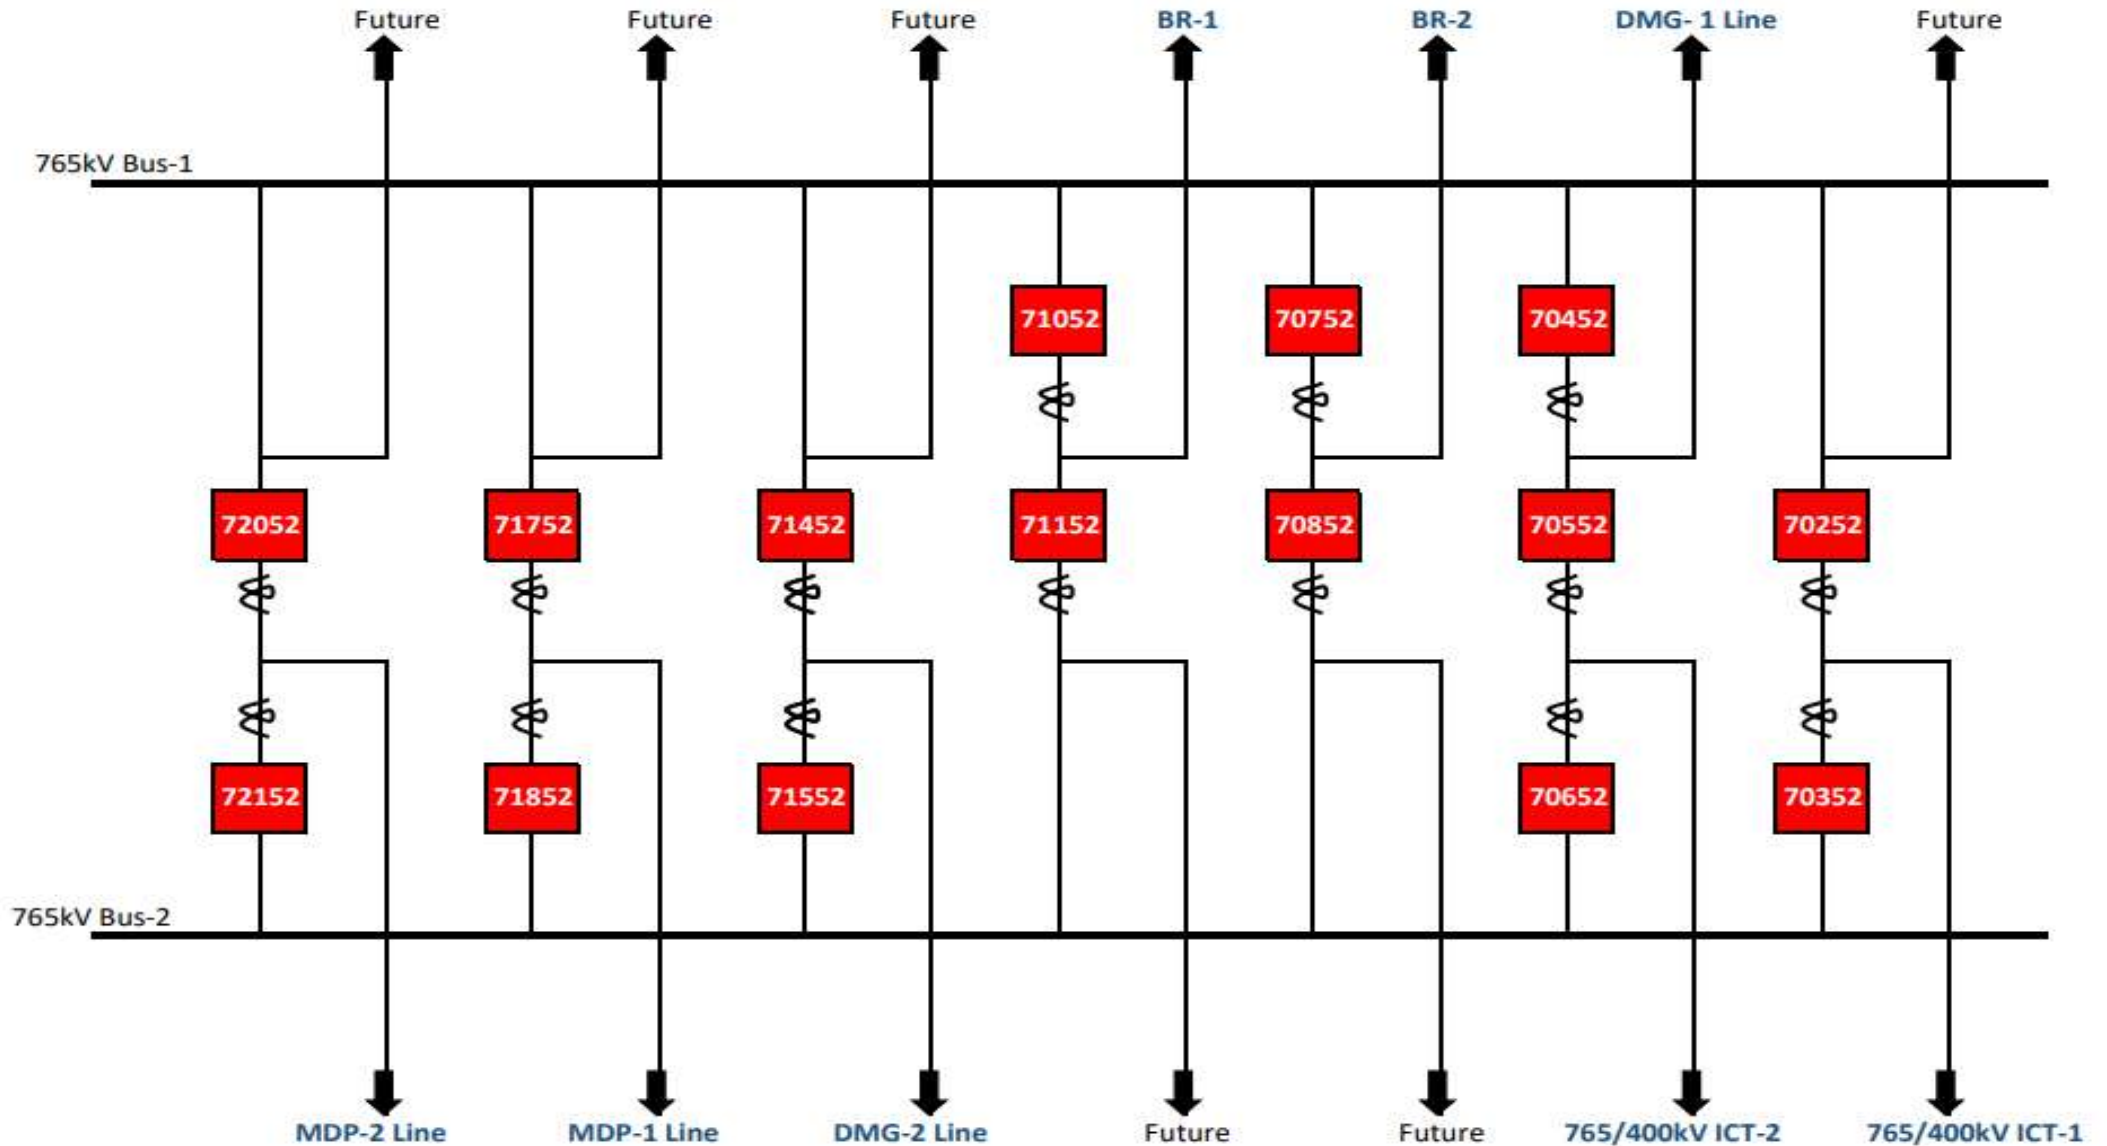 Future Future Future BR-1 BR-2 DMG- 1 Line Future
765kV Bus-1
71052 70752 70452
72052 71752 71452 71152 70852 70552 70252
72152 71852 71552 70652 70352
765kV Bus-2
MDP-2 Line MDP-1 Line DMG-2 Line Future Future 765/400kV ICT-2 765/400kV ICT-1